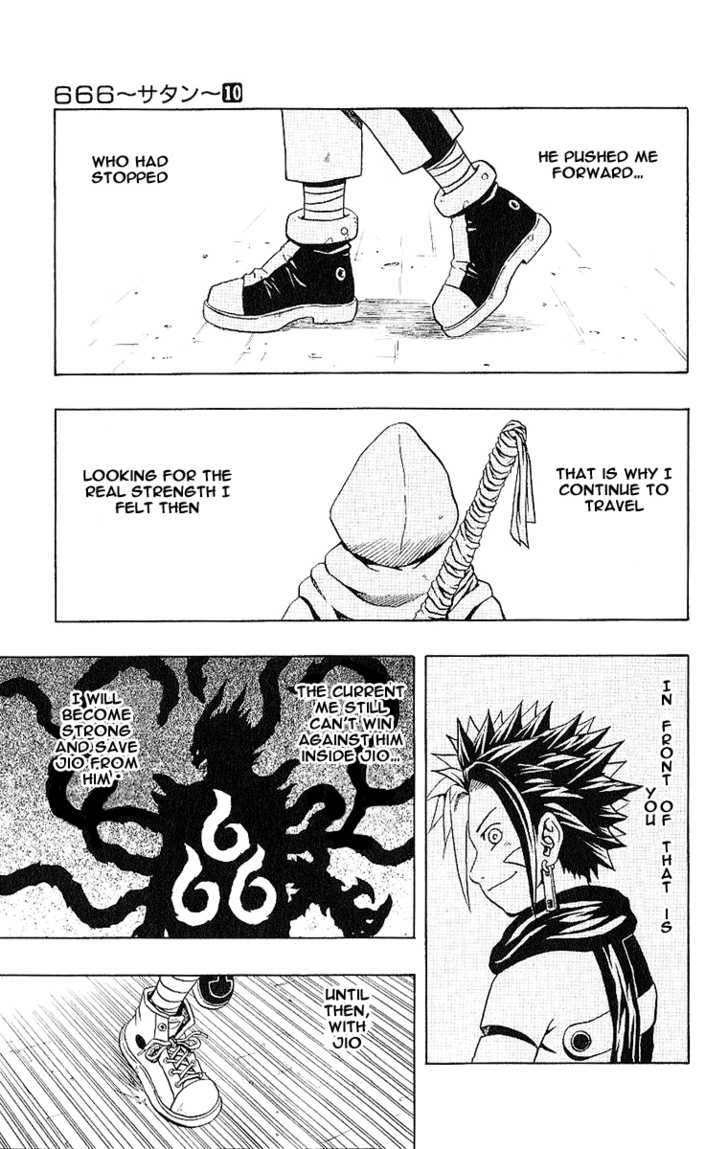 666～サタン～10
HE PUSHED ME
FORWARD...
WHO HAD
STOPPED
THAT IS WHY I
CONTINUE TO
TRAVEL
LOOKING FOR THE
REAL STRENGTH I
FELT THEN
IN FRONT OF THAT IS
YOU
THE CURRENT
ME STILL
CAN'T WIN
AGAINST HIM
INSIDE JIO...
I WILL
BECOME
STRONG
AND SAVE
JIO FROM
HIM.
666
UNTIL
THEN,
WITH
JIO